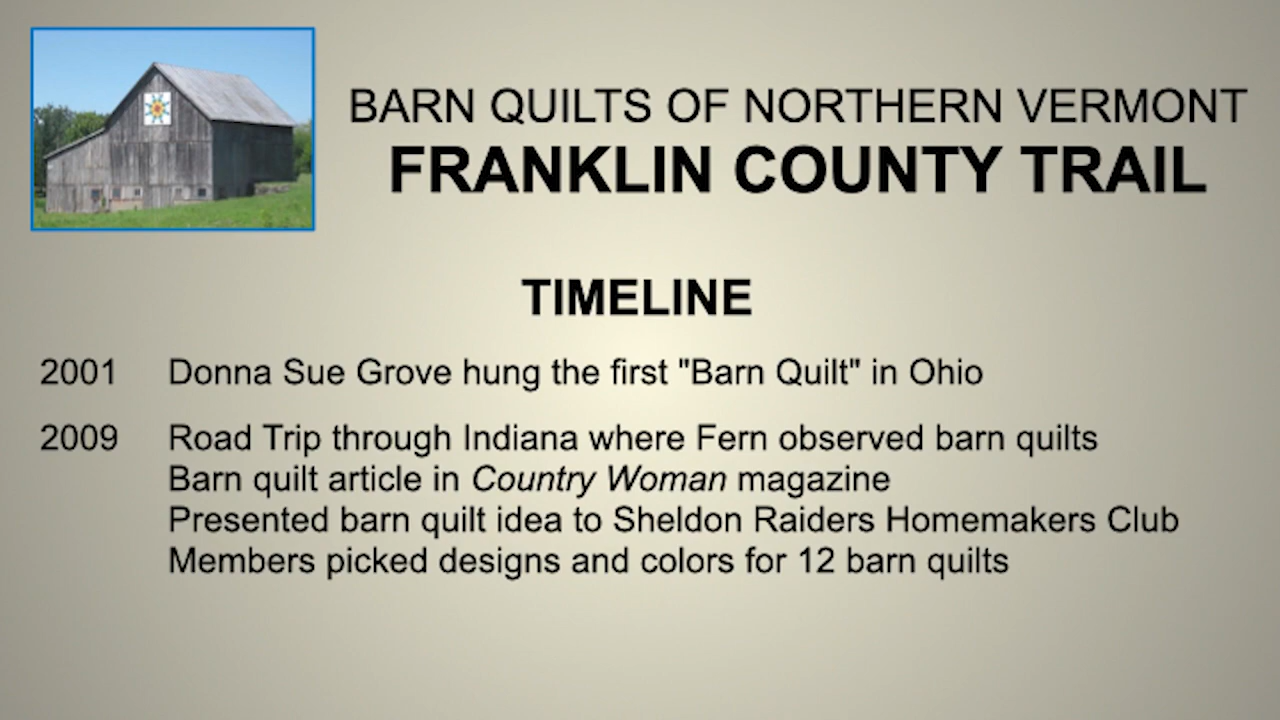 BARN QUILTS OF NORTHERN VERMONT
FRANKLIN COUNTY TRAIL
TIMELINE
2001 Donna Sue Grove hung the first "Barn Quilt" in Ohio
2009 Road Trip through Indiana where Fern observed barn quilts
Barn quilt article in Country Woman magazine
Presented barn quilt idea to Sheldon Raiders Homemakers Club
Members picked designs and colors for 12 barn quilts